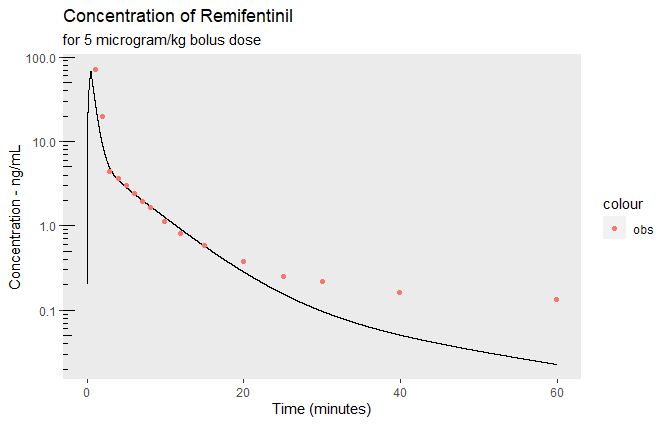 Concentration of Remifentinil
for 5 microgram/kg bolus dose
100.0
10.0
1.0
0.1
Concentration - ng/mL
0 20 40 60
Time (minutes)
colour
obs